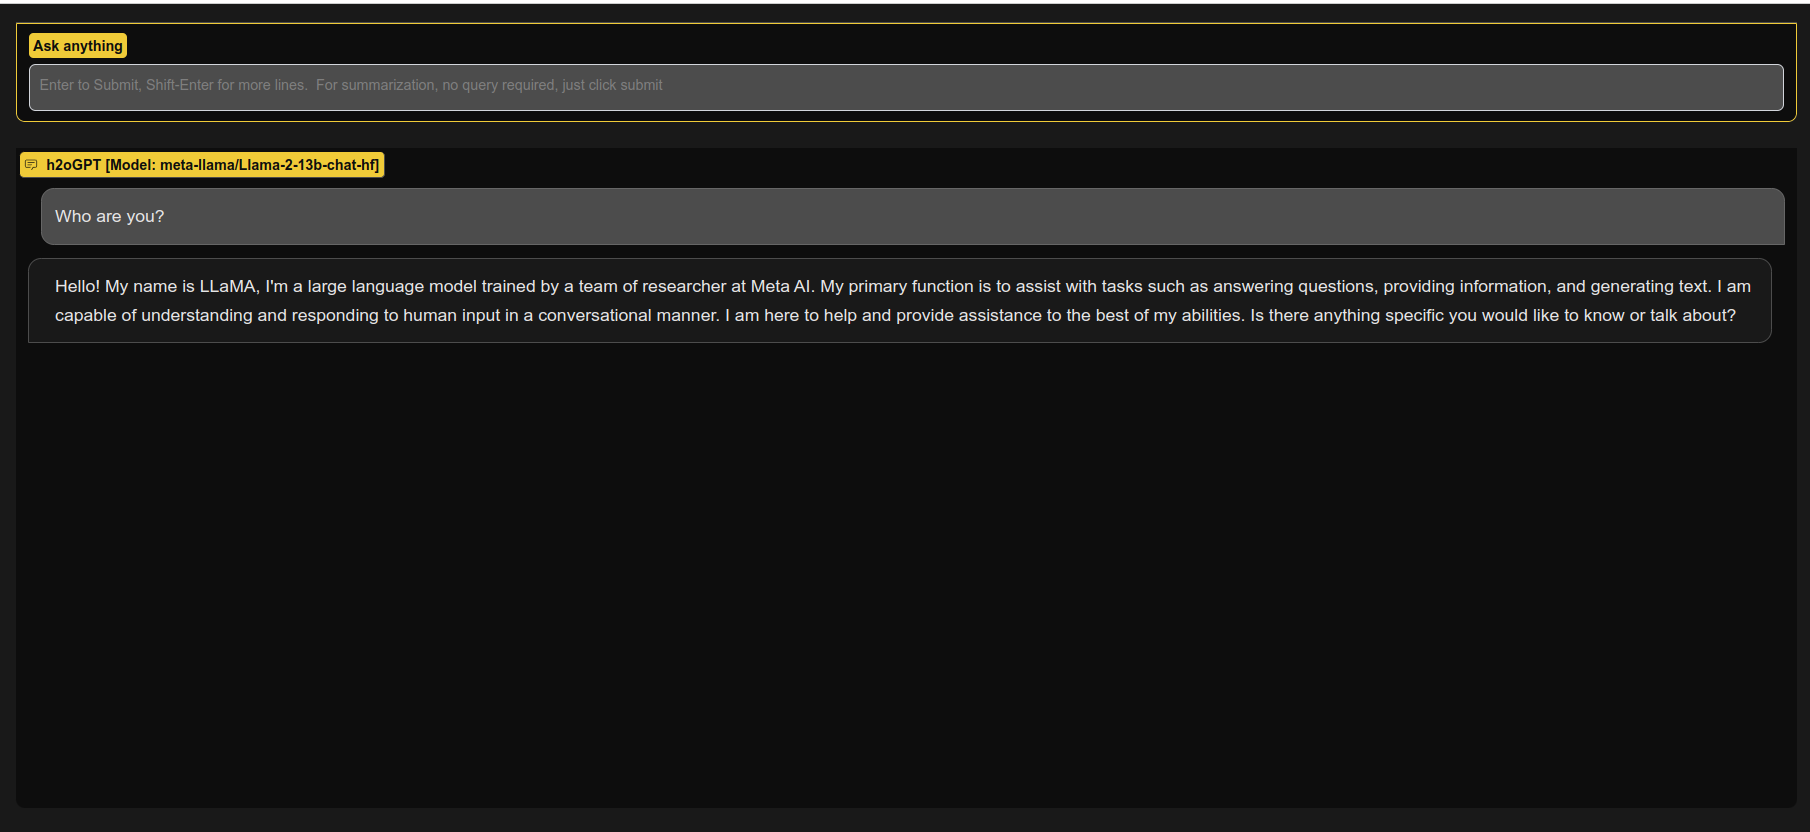 Ask anything
Enter to Submit, Shift-Enter for more lines.  For summarization, no query required, just click submit
h2oGPT [Model: meta-llama/Llama-2-13b-chat-hf]
Who are you?
Hello! My name is LLaMA, I'm a large language model trained by a team of researcher at Meta AI. My primary function is to assist with tasks such as answering questions, providing information, and generating text. I am
capable of understanding and responding to human input in a conversational manner. I am here to help and provide assistance to the best of my abilities. Is there anything specific you would like to know or talk about?